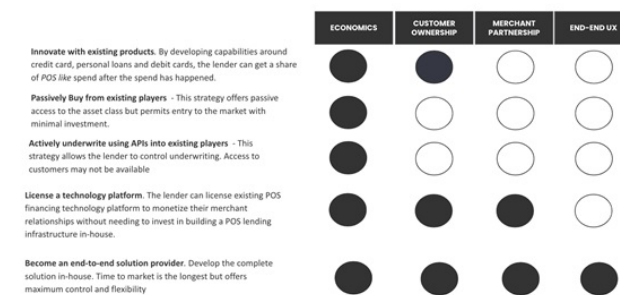 ECONOMICS
CUSTOMER
OWNERSHIP
MERCHANT
PARTNERSHIP
END-END UX
Innovate with existing products. By developing capabilities around
credit card, personal loans and debit cards, the lender can get a share
of POS like spend after the spend has happened.
Passively Buy from existing players - This strategy offers passive
access to the asset class but permits entry to the market with
minimal investment.
Actively underwrite using APIs into existing players - This
strategy allows the lender to control underwriting. Access to
customers may not be available
License a technology platform. The lender can license existing POS
financing technology platform to monetize their merchant
relationships without needing to invest in building a POS lending
infrastructure in-house.
Become an end-to-end solution provider. Develop the complete
solution in-house. Time to market is the longest but offers
maximum control and flexibility